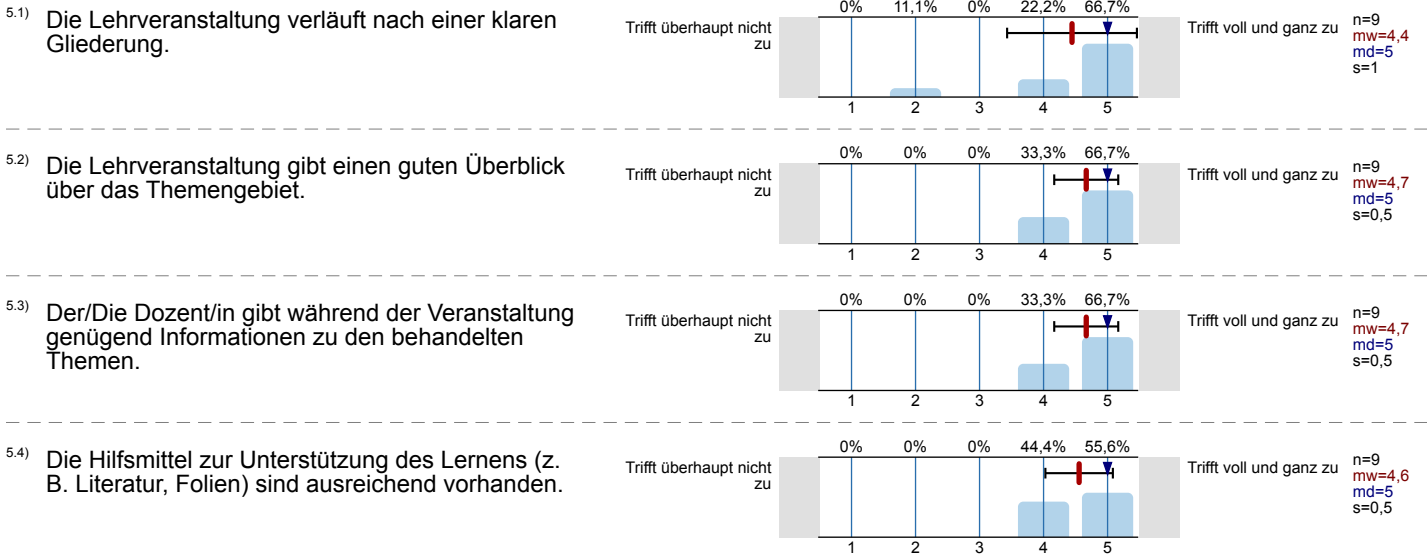 5.1) Die Lehrveranstaltung verläuft nach einer klaren
Gliederung.
Trifft überhaupt nicht
zu
0% 11,1% 0% 22,2% 66,7%
1 2 3 4 5
Trifft voll und ganz zu
n=9
mw=4,4
md=5
s=1
5.2) Die Lehrveranstaltung gibt einen guten Überblick
über das Themengebiet.
Trifft überhaupt nicht
zu
0% 0% 0% 33,3% 66,7%
1 2 3 4 5
Trifft voll und ganz zu
n=9
mw=4,7
md=5
s=0,5
5.3) Der/Die Dozent/in gibt während der Veranstaltung
genügend Informationen zu den behandelten
Themen.
Trifft überhaupt nicht
zu
0% 0% 0% 33,3% 66,7%
1 2 3 4 5
Trifft voll und ganz zu
n=9
mw=4,7
md=5
s=0,5
5.4) Die Hilfsmittel zur Unterstützung des Lernens (z.
B. Literatur, Folien) sind ausreichend vorhanden.
Trifft überhaupt nicht
zu
0% 0% 0% 44,4% 55,6%
1 2 3 4 5
Trifft voll und ganz zu
n=9
mw=4,6
md=5
s=0,5